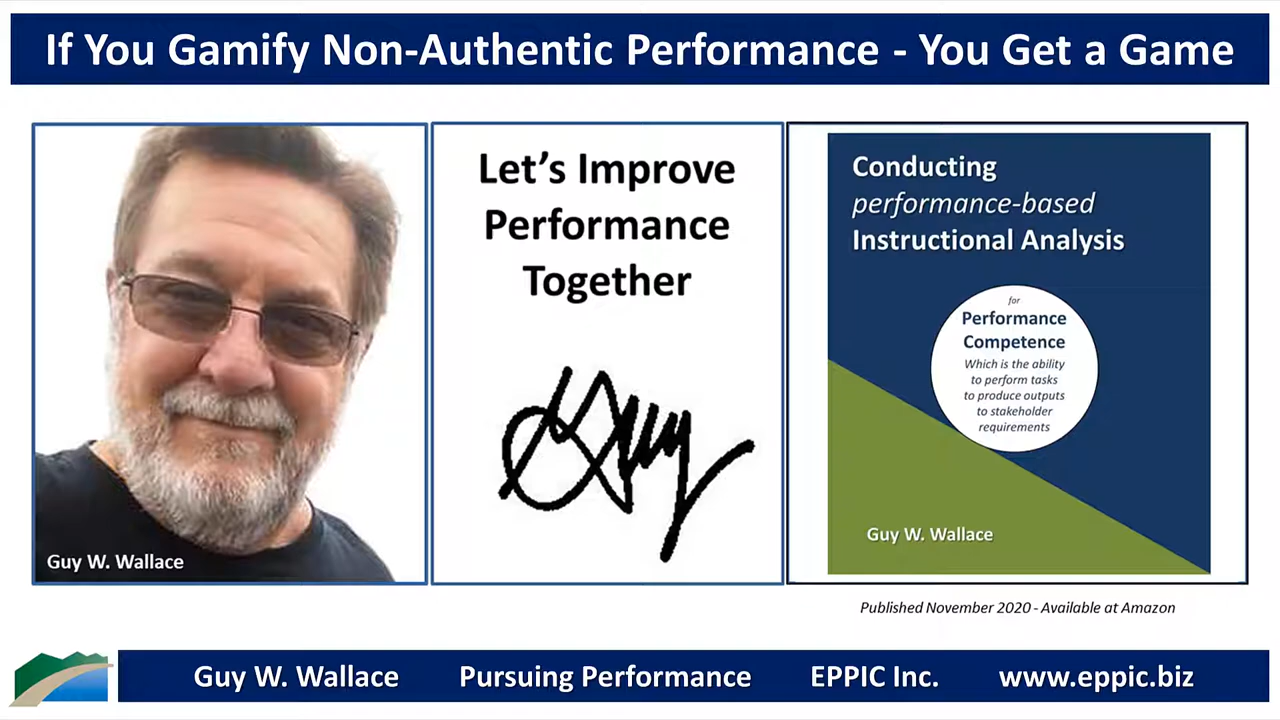 If You Gamify Non-Authentic Performance - You Get a Game
Guy W. Wallace
Let's Improve
Performance
Together
Guy
Conducting
performance-based
Instructional Analysis
for
Performance
Competence
Which is the ability
to perform tasks
to produce outputs
to stakeholder
requirements
Guy W. Wallace
Published November 2020 - Available at Amazon
Guy W. Wallace Pursuing Performance EPPIC Inc. www.eppic.biz